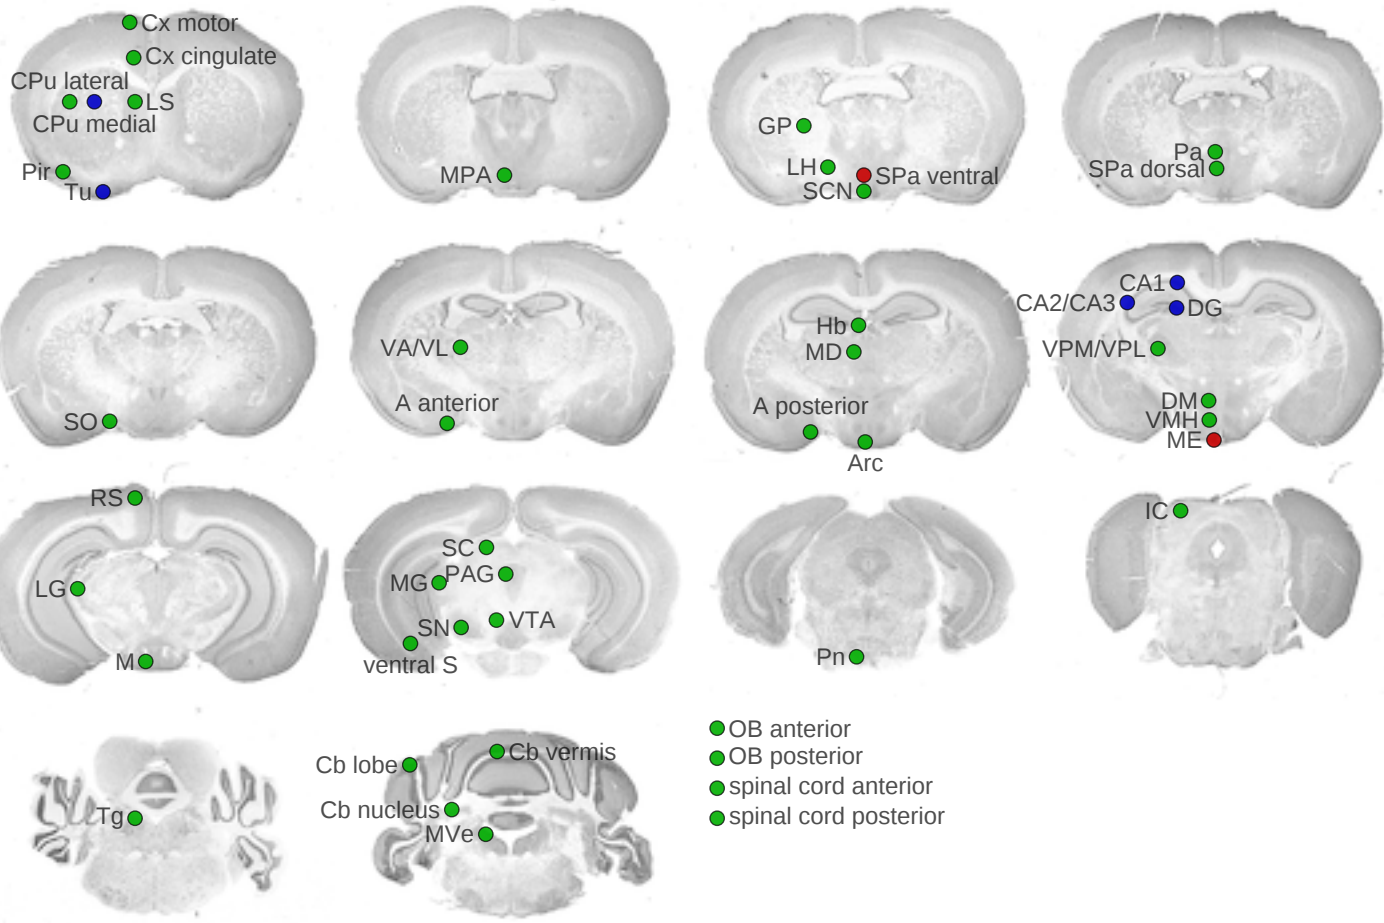 Cx motor
Cx cingulate
CPu lateral
LS
CPu medial
Pir
Tu
MPA
GP
LH
SPa ventral
SCN
Pa
SPa dorsal
SO
VA/VL
A anterior
Hb
MD
A posterior
Arc
CA1
CA2/CA3
DG
VPM/VPL
DM
VMH
ME
RS
LG
M
SC
MG
PAG
SN
VTA
ventral S
Pn
IC
Tg
Cb lobe
Cb vermis
Cb nucleus
MVe
OB anterior
OB posterior
spinal cord anterior
spinal cord posterior